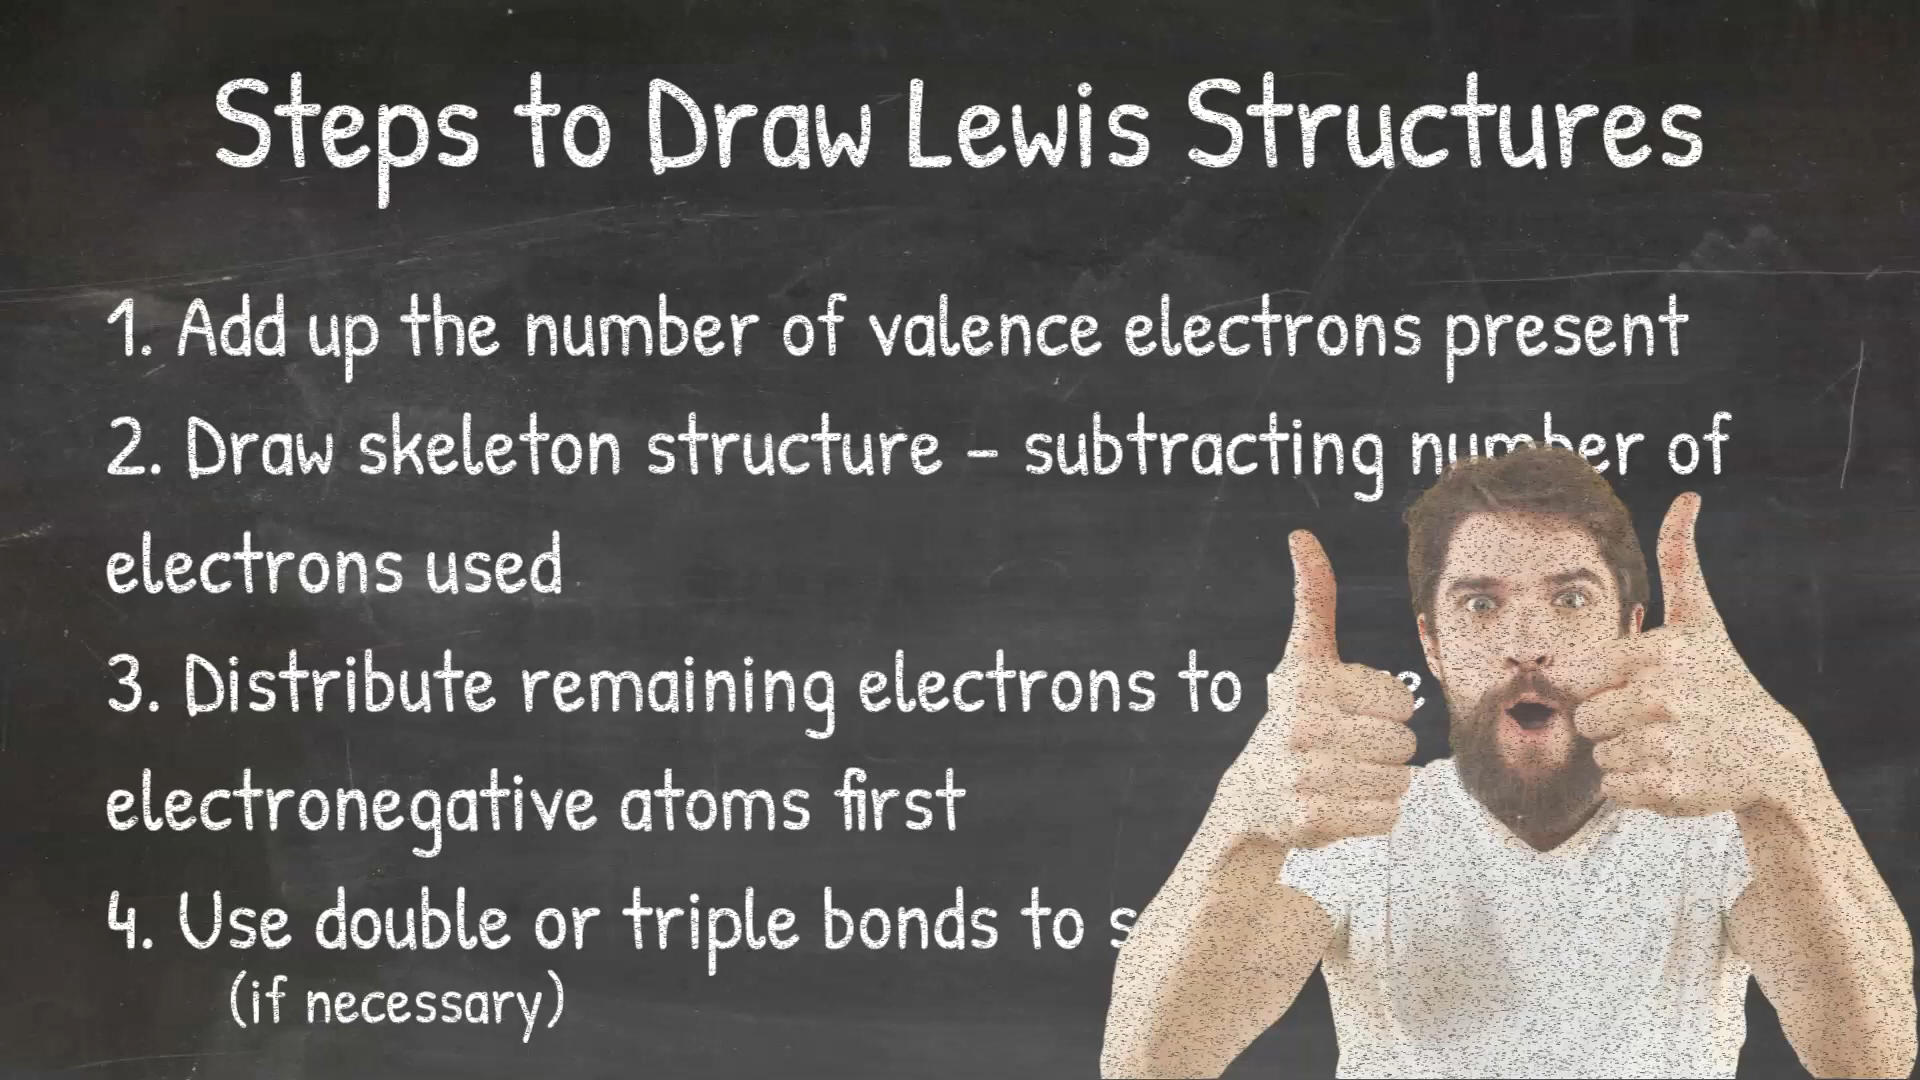 Steps to Draw Lewis Structures
1. Add up the number of valence electrons present
2. Draw skeleton structure - subtracting number of
electrons used
3. Distribute remaining electrons to
electronegative atoms first
4. Use double or triple bonds to
(if necessary)